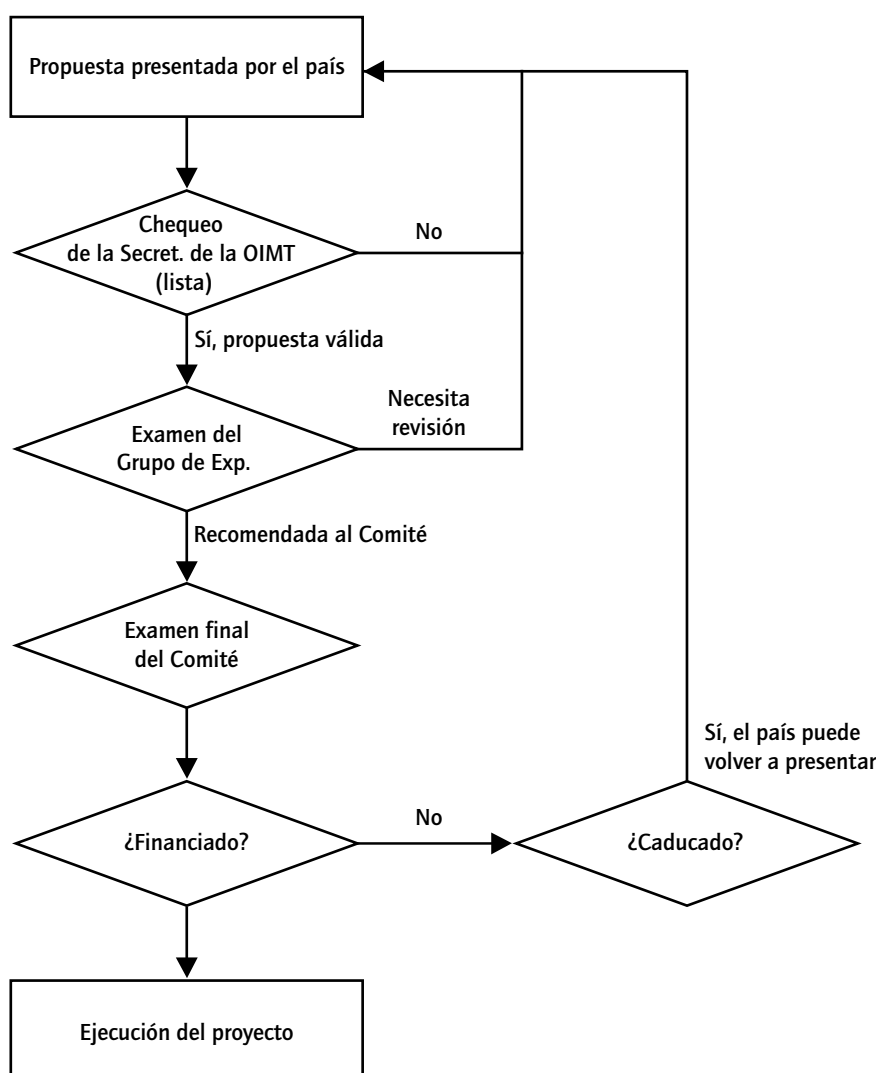 Propuesta presentada por el país
Chequeo
de la Secret. de la OIMT
(lista)
No
Sí, propuesta válida
Necesita
revisión
Examen del
Grupo de Exp.
Recomendada al Comité
Examen final
del Comité
Sí, el país puede
volver a presentar
¿Financiado?
No
¿Caducado?
Ejecución del proyecto